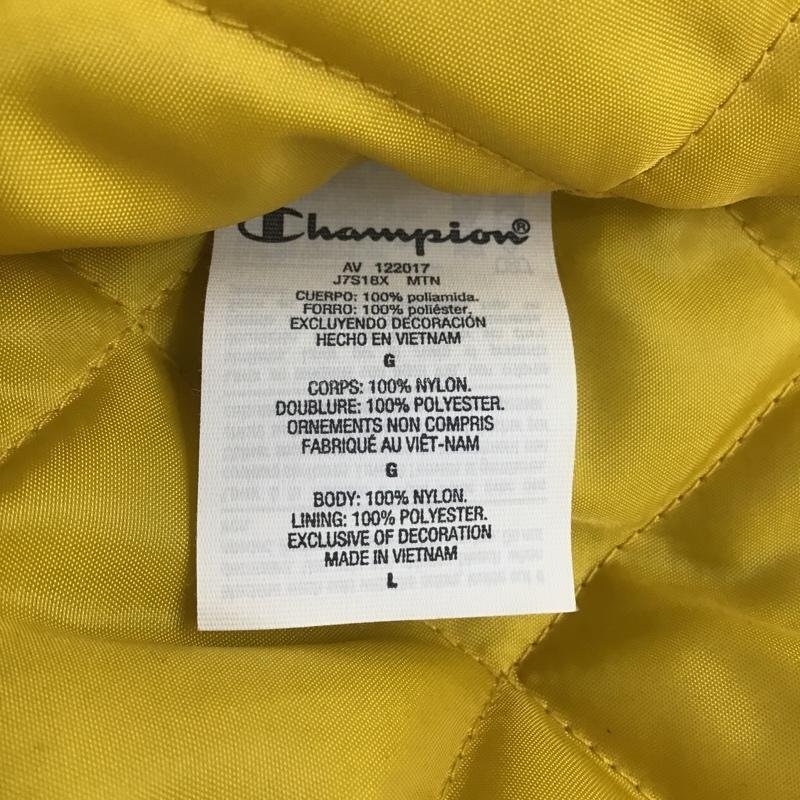 Champion®
AV 122017
J7S18X MTN
CUERPO: 100% poliamida.
FORRO: 100% poliéster.
EXCLUYENDO DECORACIÓN
HECHO EN VIETNAM
G
CORPS: 100% NYLON.
DOUBLURE: 100% POLYESTER.
ORNEMENTS NON COMPRIS
FABRIQUÉ AU VIÊT-NAM
G
BODY: 100% NYLON.
LINING: 100% POLYESTER.
EXCLUSIVE OF DECORATION
MADE IN VIETNAM
L